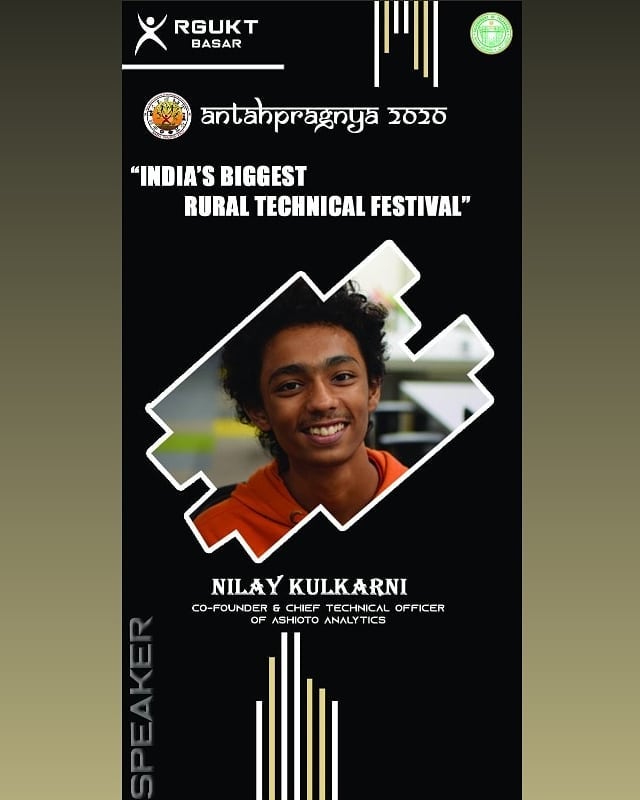 RGUKT
BASAR
antahpragnya 2020
“INDIA'S BIGGEST
RURAL TECHNICAL FESTIVAL”
NILAY KULKARNI
CO-FOUNDER & CHIEF TECHNICAL OFFICER
OF ASHIOTO ANALYTICS
SPEAKER